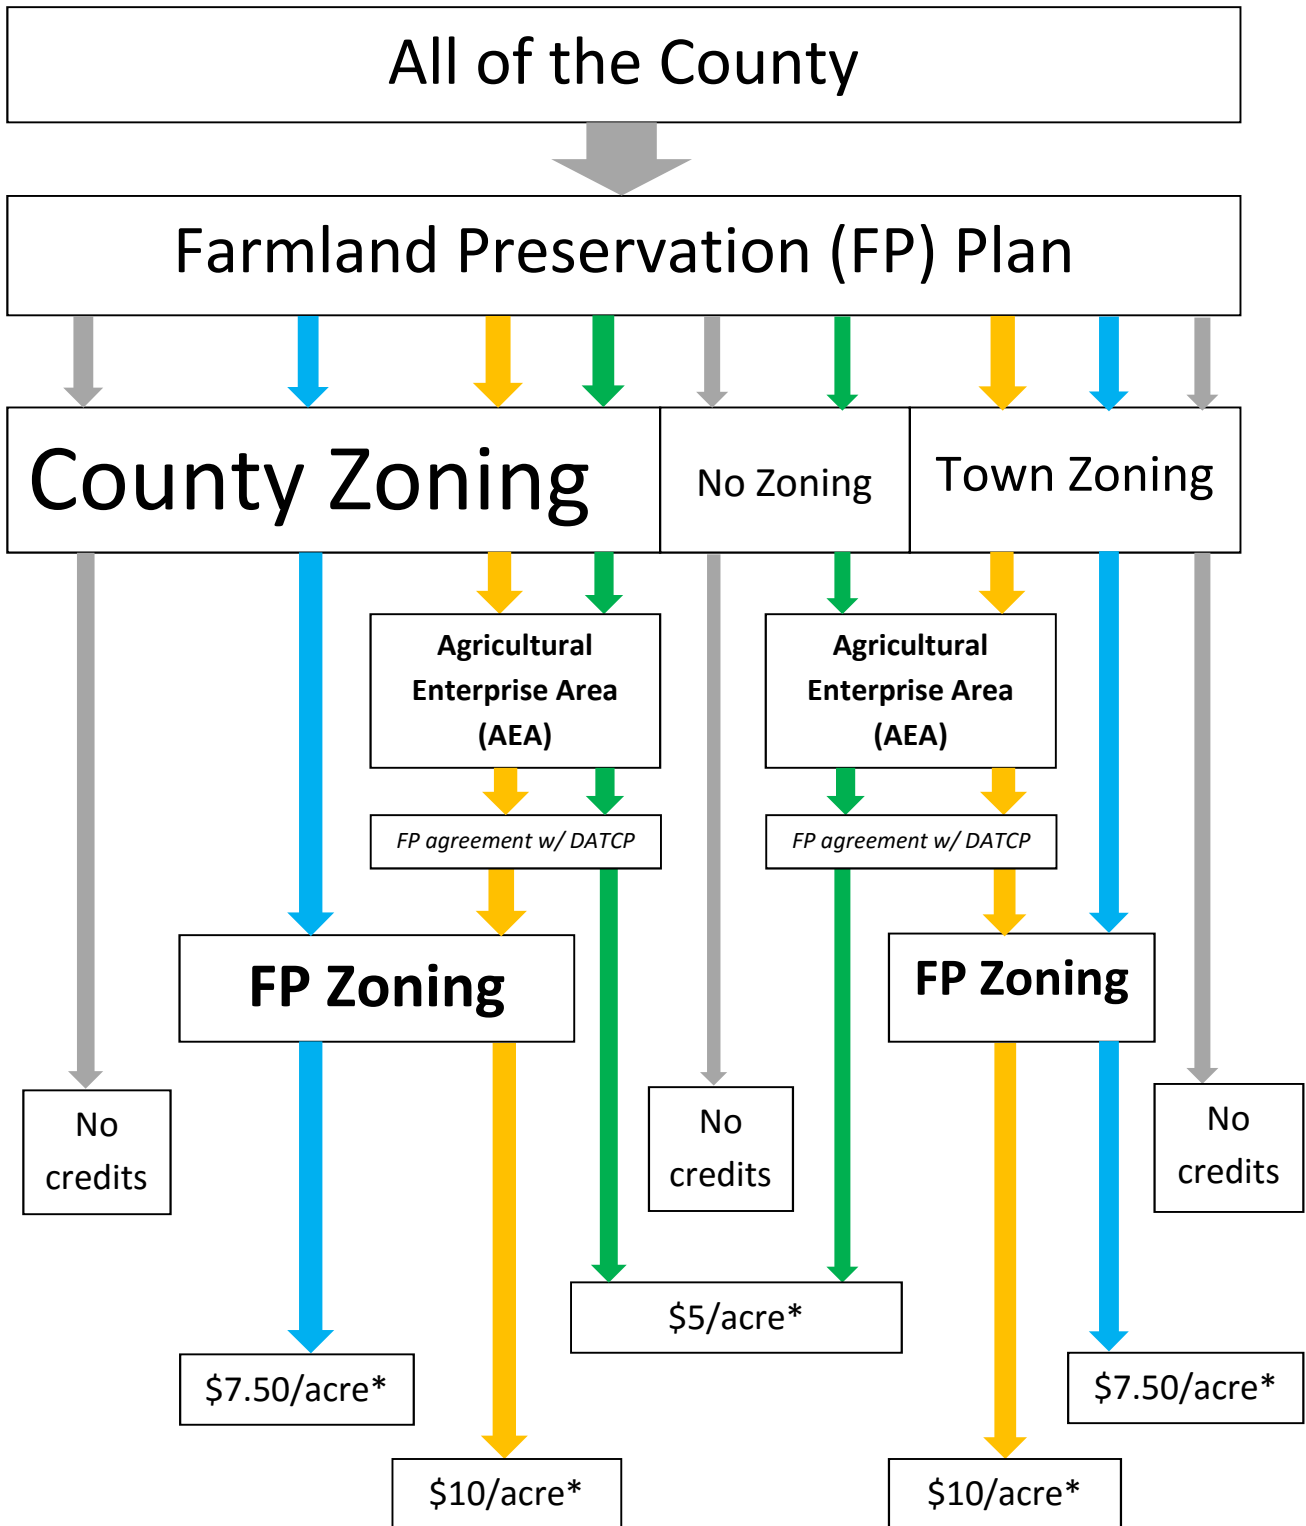 All of the County
Farmland Preservation (FP) Plan
County Zoning
No Zoning
Town Zoning
Agricultural
Enterprise Area
(AEA)
Agricultural
Enterprise Area
(AEA)
FP agreement w/ DATCP
FP agreement w/ DATCP
FP Zoning
FP Zoning
No
credits
No
credits
No
credits
$5/acre*
$7.50/acre*
$7.50/acre*
$10/acre*
$10/acre*